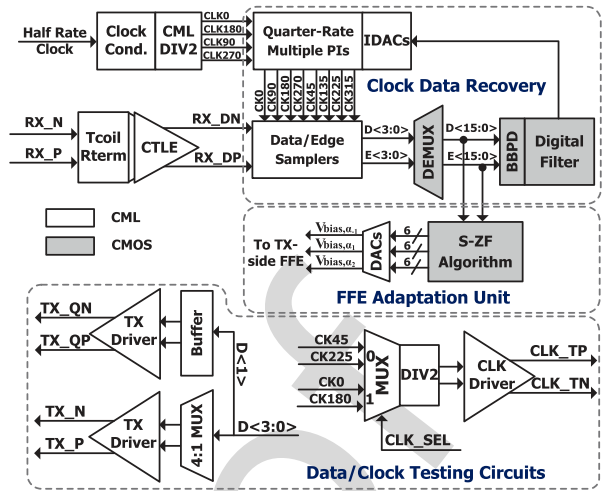 Half Rate
Clock
Clock
Cond.
CML
DIV2
CLK0
CLK180
CLK90
CLK270
Quarter-Rate
Multiple PIs
IDACs
Clock Data Recovery
CK0
CK90
CK180
CK270
CK45
CK135
CK225
CK315
RX_N
RX_P
Tcoil
Rterm
CTLE
RX_DN
RX_DP
Data/Edge
Samplers
D<3:0>
E<3:0>
DEMUX
D<15:0>
E<15:0>
BBPD
Digital
Filter
CML
CMOS
To TX-
side FFE
Vbias,α-1
Vbias,α1
Vbias,α2
DACs
6
6
6
S-ZF
Algorithm
FFE Adaptation Unit
TX_QN
TX_QP
TX
Driver
Buffer
D<1>
TX_N
TX_P
TX
Driver
4:1 MUX
D<3:0>
CK45
CK225
CK0
CK180
0
1
MUX
DIV2
CLK
Driver
CLK_TP
CLK_TN
CLK_SEL
Data/Clock Testing Circuits